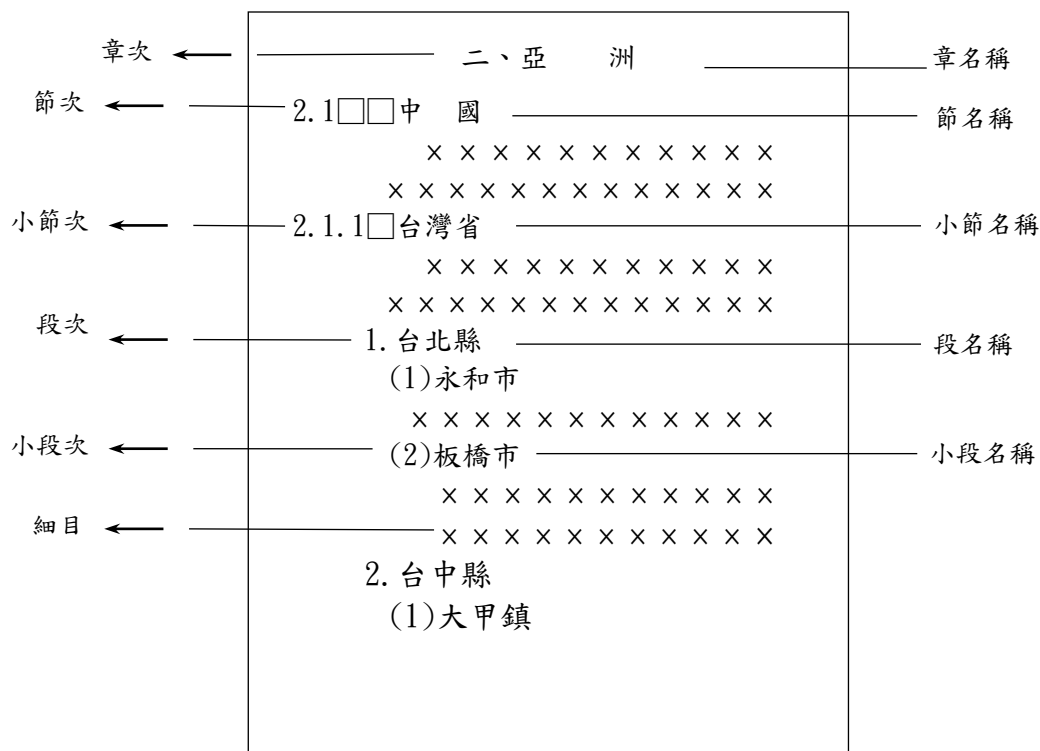 章次 二、亞 洲 章名稱
節次 2.1□□中 國 節名稱
× × × × × × × × × × ×
× × × × × × × × × × × ×
小節次 2.1.1□台灣省 小節名稱
× × × × × × × × × × ×
× × × × × × × × × × × ×
段次 1.台北縣 段名稱
(1)永和市
× × × × × × × × × × × ×
小段次 (2)板橋市 小段名稱
× × × × × × × × × × ×
細目 × × × × × × × × × × ×
2.台中縣
(1)大甲鎮